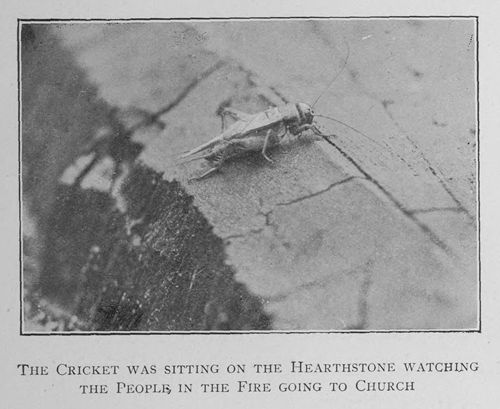 The Cricket was sitting on the Hearthstone watching
the People in the Fire going to Church